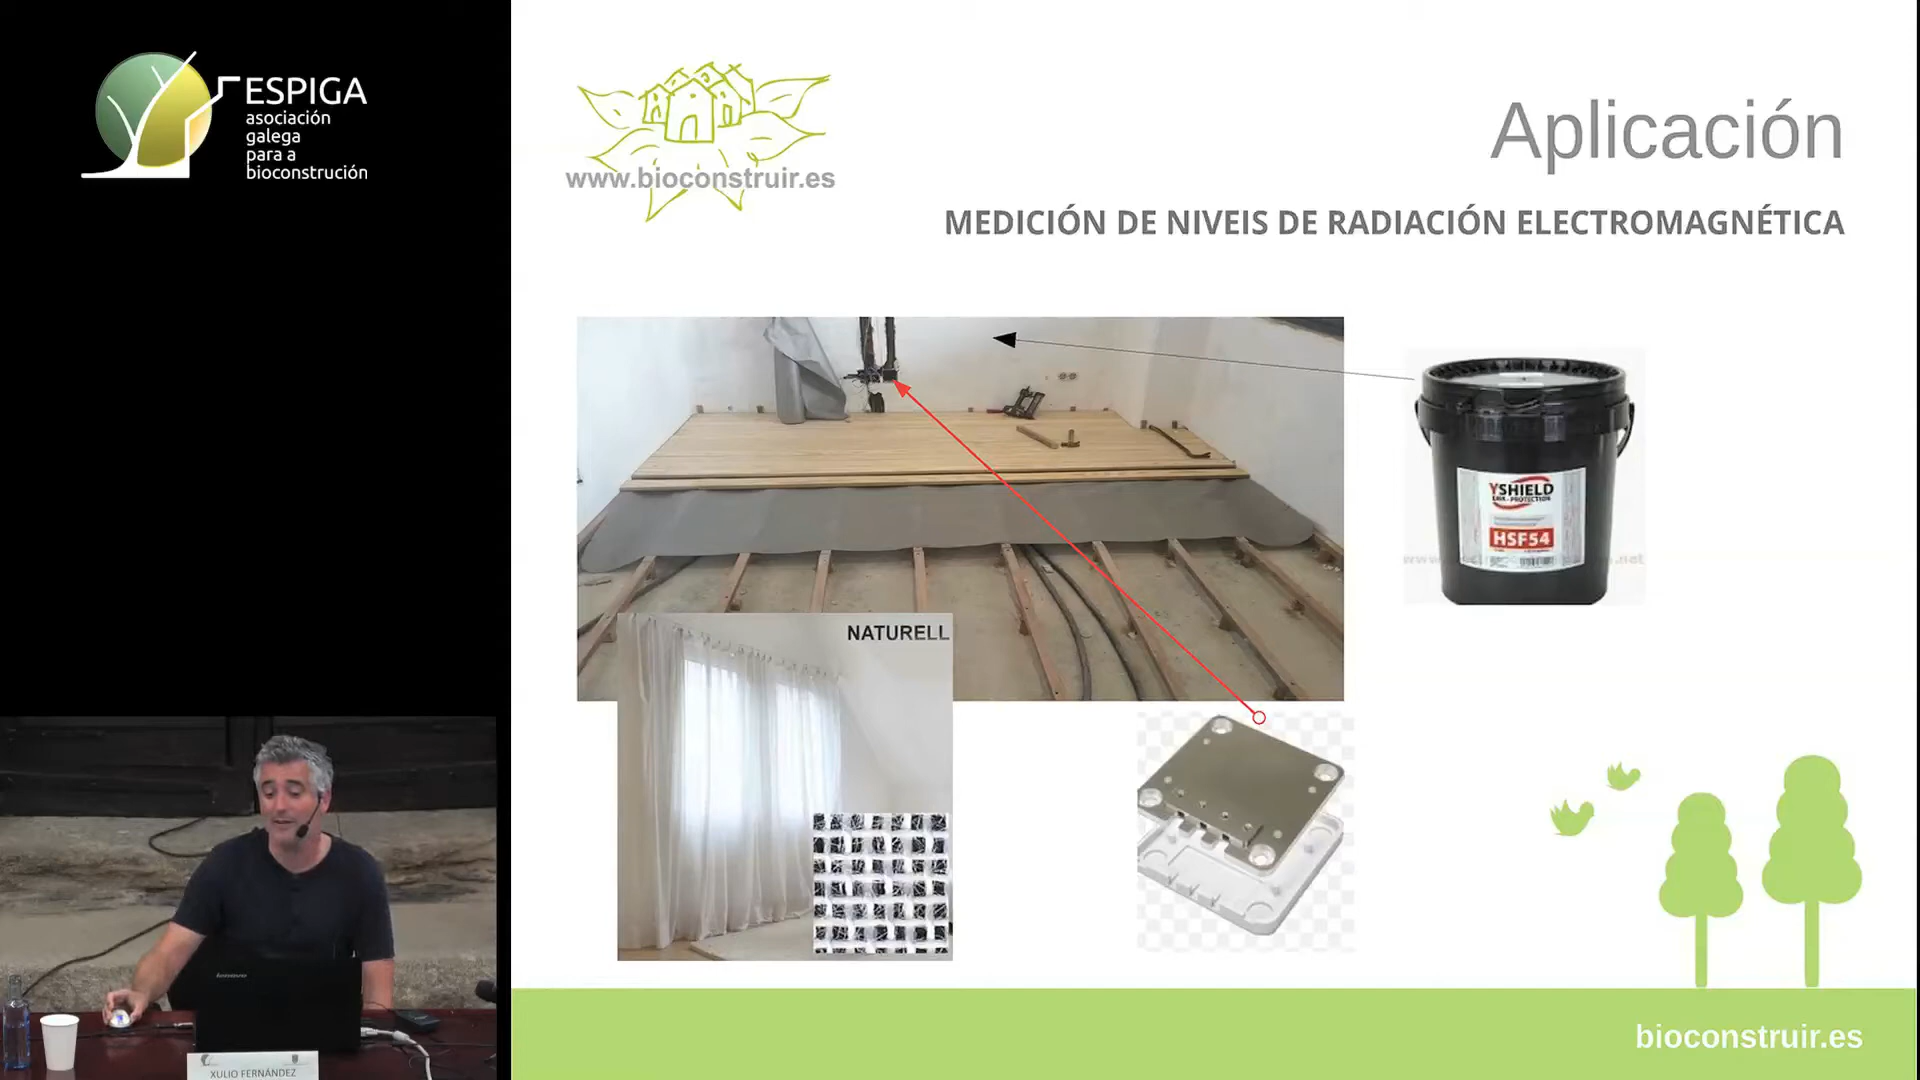 ESPIGA
asociación
galega
para a
bioconstrución
www.bioconstruir.es
Aplicación
MEDICIÓN DE NIVEIS DE RADIACIÓN ELECTROMAGNÉTICA
YSHIELD
HSF54
NATURELL
lenovo
XULIO FERNÁNDEZ
bioconstruir.es